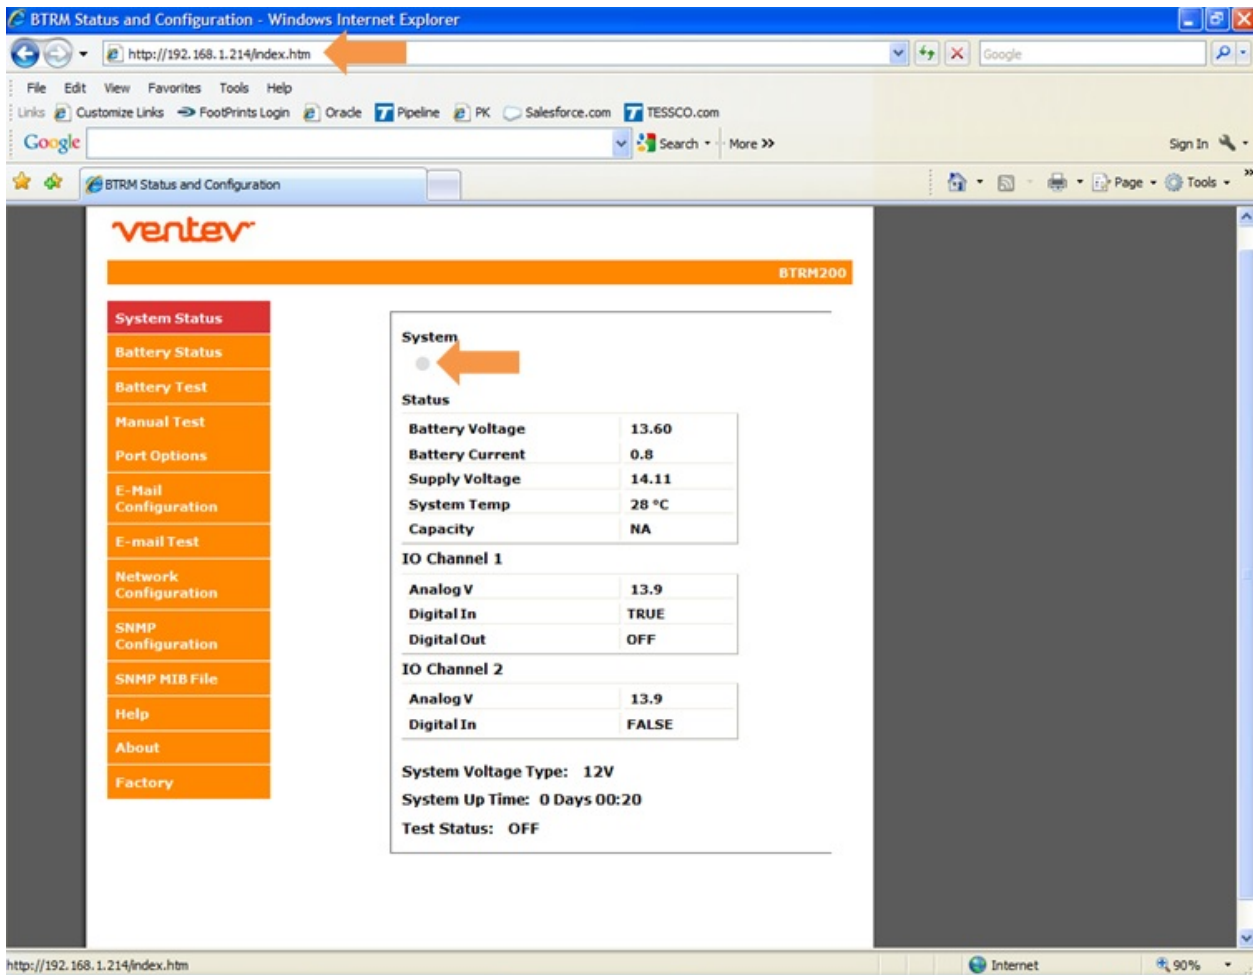 BTRM Status and Configuration - Windows Internet Explorer
http://192.168.1.214/index.htm
Google
File Edit View Favorites Tools Help
Links Customize Links FootPrints Login Oracle Pipeline PK Salesforce.com TESSCO.com
Google Search More >> Sign In
BTRM Status and Configuration Page Tools »
ventev
BTRM200
System Status
Battery Status
Battery Test
Manual Test
Port Options
E-Mail
Configuration
E-mail Test
Network
Configuration
SNMP
Configuration
SNMP MIB File
Help
About
Factory
System
Status
Battery Voltage 13.60
Battery Current 0.8
Supply Voltage 14.11
System Temp 28 °C
Capacity NA
IO Channel 1
Analog V 13.9
Digital In TRUE
Digital Out OFF
IO Channel 2
Analog V 13.9
Digital In FALSE
System Voltage Type: 12V
System Up Time: 0 Days 00:20
Test Status: OFF
http://192.168.1.214/index.htm Internet 90%